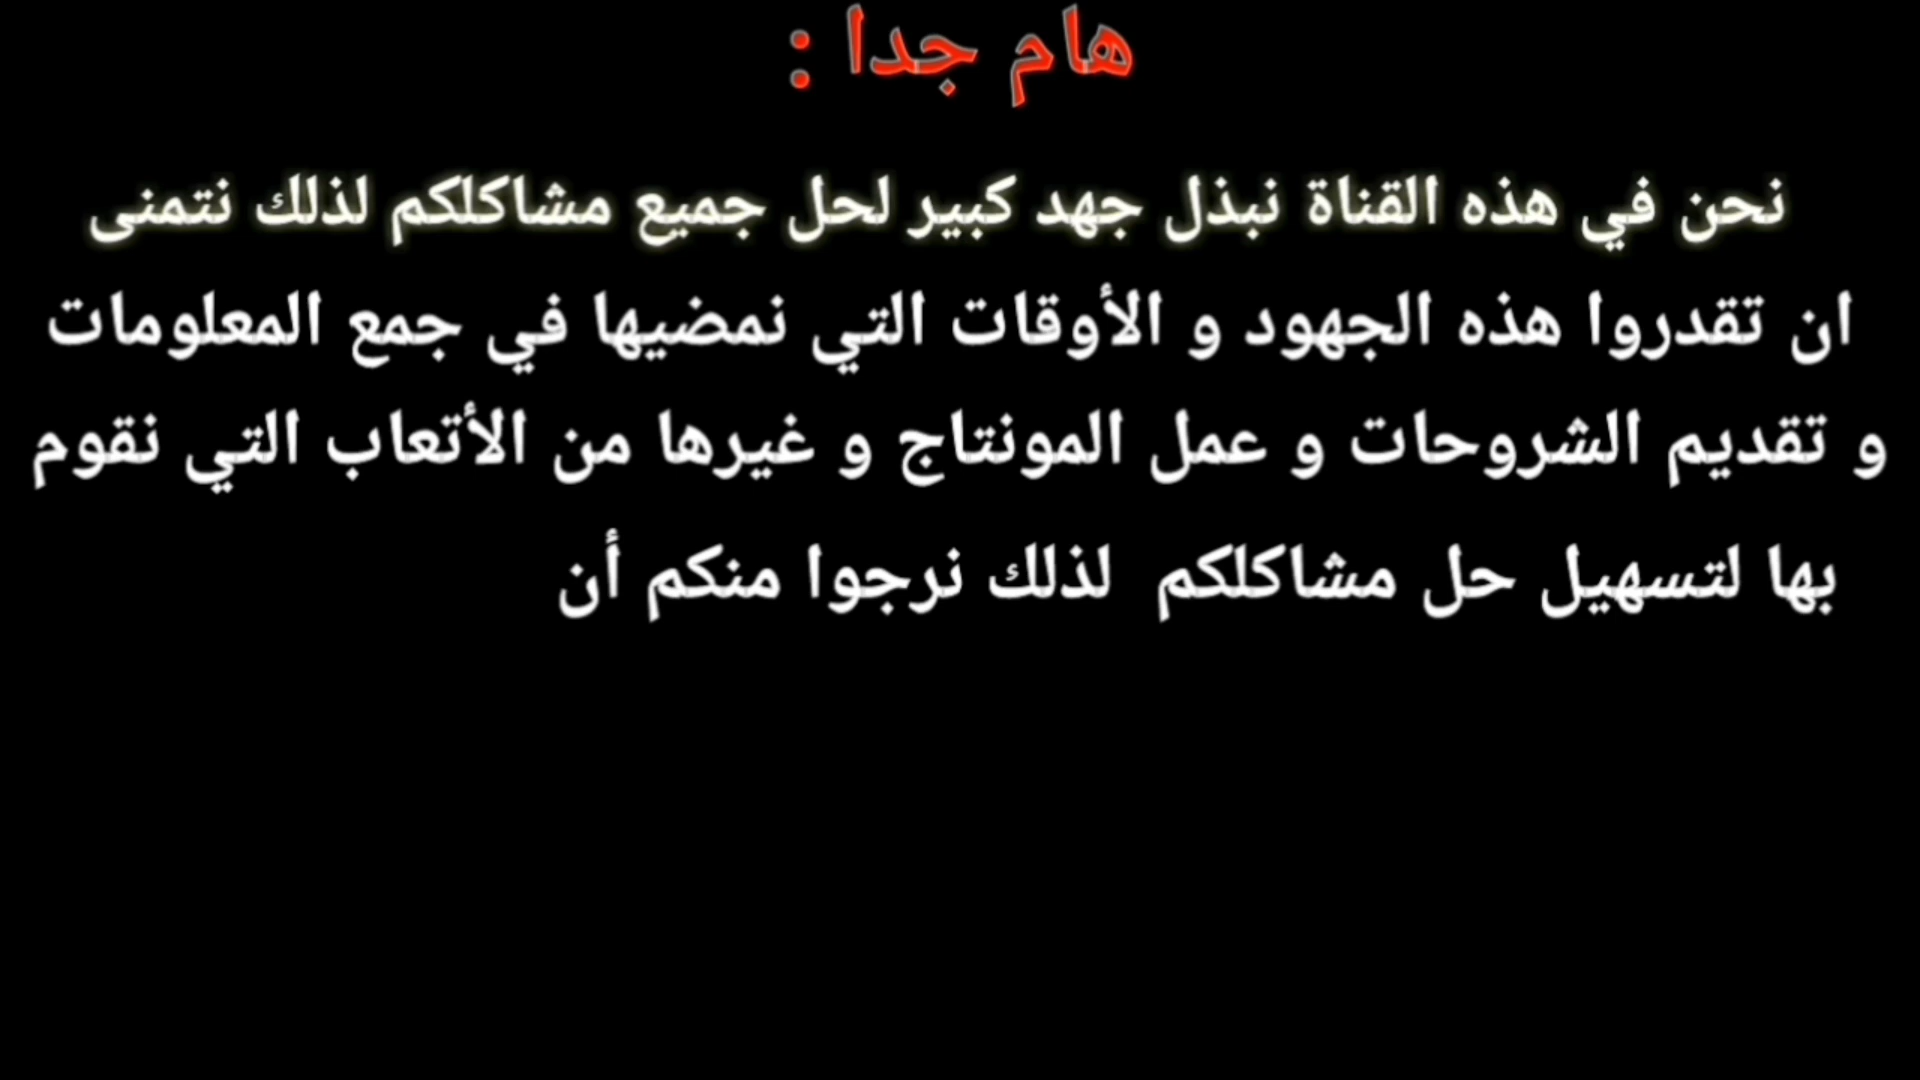 هام جدا :
نحن في هذه القناة نبذل جهد كبير لحل جميع مشاكلكم لذلك نتمنى
ان تقدروا هذه الجهود و الأوقات التي نمضيها في جمع المعلومات
و تقديم الشروحات و عمل المونتاج و غيرها من الأتعاب التي نقوم
بها لتسهيل حل مشاكلكم لذلك نرجوا منكم أن